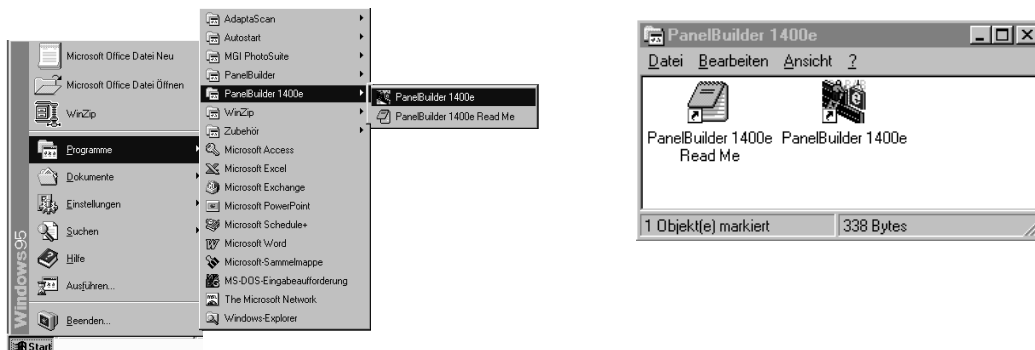 Microsoft Office Datei Neu
Microsoft Office Datei Öffnen
WinZip
Programme
Dokumente
Einstellungen
Suchen
Hilfe
Ausführen...
Beenden...
Windows95
Start
AdaptaScan
Autostart
MGI PhotoSuite
PanelBuilder
PanelBuilder 1400e
WinZip
Zubehör
Microsoft Access
Microsoft Excel
Microsoft Exchange
Microsoft PowerPoint
Microsoft Schedule+
Microsoft Word
Microsoft-Sammelmappe
MS-DOS-Eingabeaufforderung
The Microsoft Network
Windows-Explorer
PanelBuilder 1400e
PanelBuilder 1400e Read Me
PanelBuilder 1400e
Datei Bearbeiten Ansicht ?
PanelBuilder 1400e
Read Me
PanelBuilder 1400e
1 Objekt(e) markiert 338 Bytes